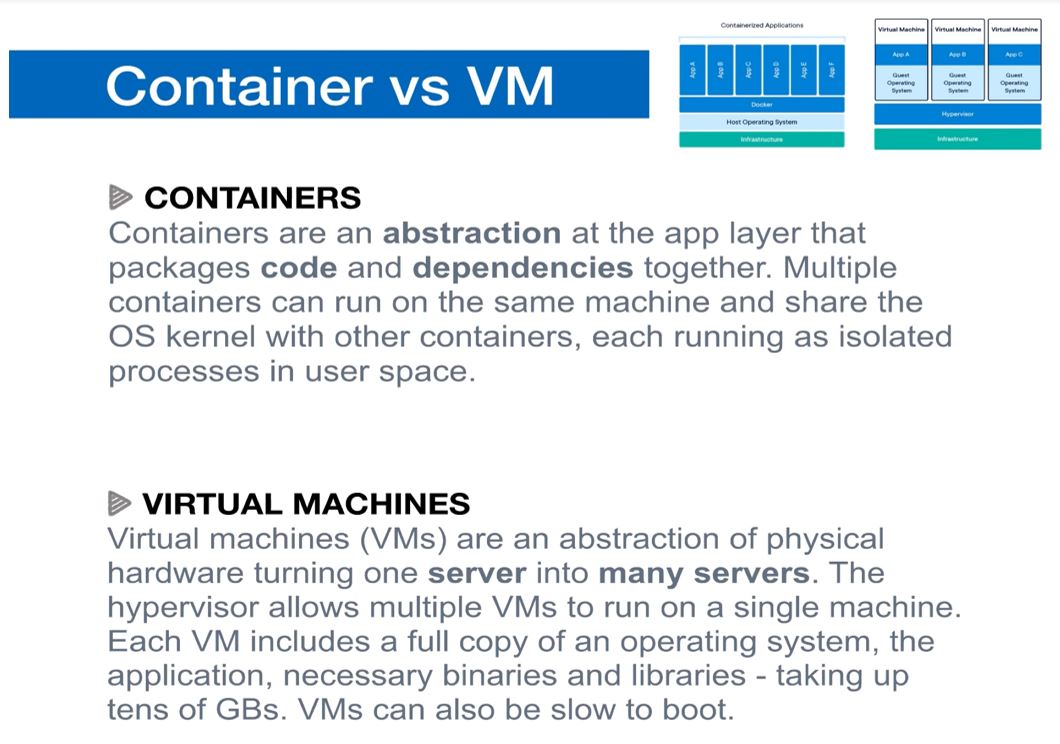 Container vs VM
Containerized Applications
App A
App B
App C
App D
App E
App F
Docker
Host Operating System
Infrastructure
Virtual Machine
Virtual Machine
Virtual Machine
App A
App B
App C
Guest
Operating
System
Guest
Operating
System
Guest
Operating
System
Hypervisor
Infrastructure
CONTAINERS
Containers are an abstraction at the app layer that
packages code and dependencies together. Multiple
containers can run on the same machine and share the
OS kernel with other containers, each running as isolated
processes in user space.
VIRTUAL MACHINES
Virtual machines (VMs) are an abstraction of physical
hardware turning one server into many servers. The
hypervisor allows multiple VMs to run on a single machine.
Each VM includes a full copy of an operating system, the
application, necessary binaries and libraries - taking up
tens of GBs. VMs can also be slow to boot.